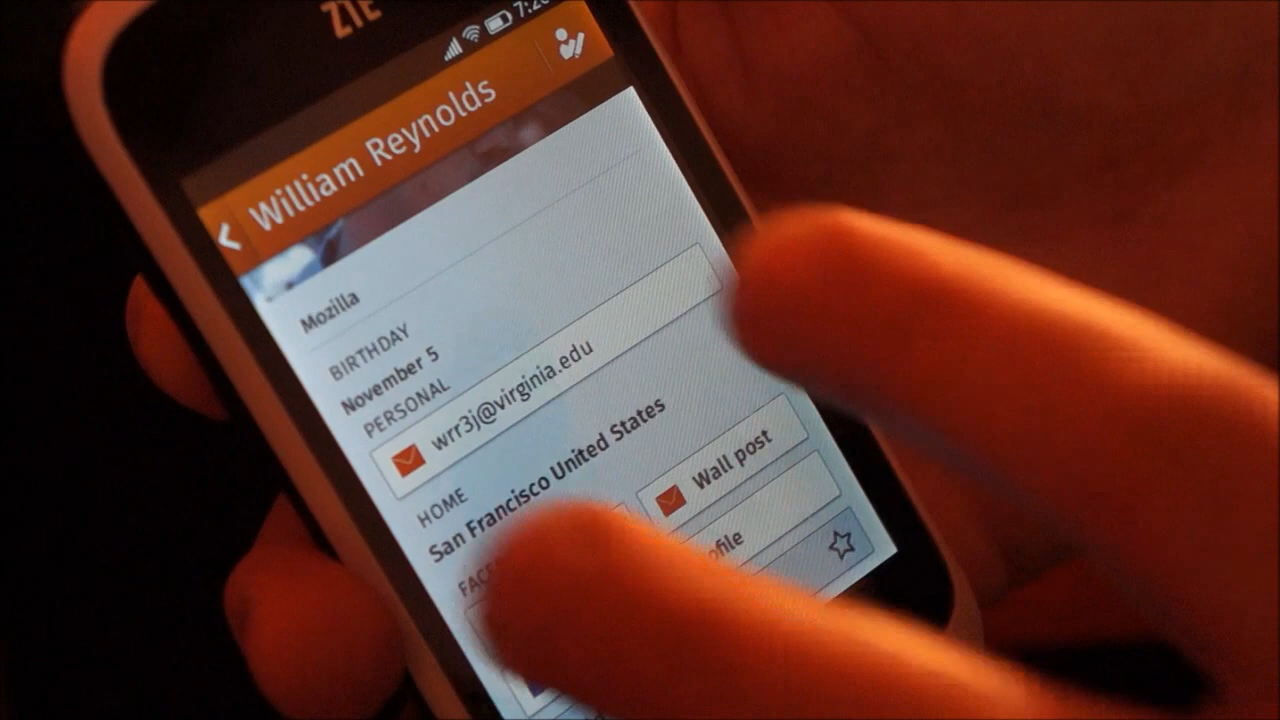 ZTE
William Reynolds
Mozilla
BIRTHDAY
November 5
PERSONAL
wrr3j@virginia.edu
HOME
San Francisco United States
Wall post